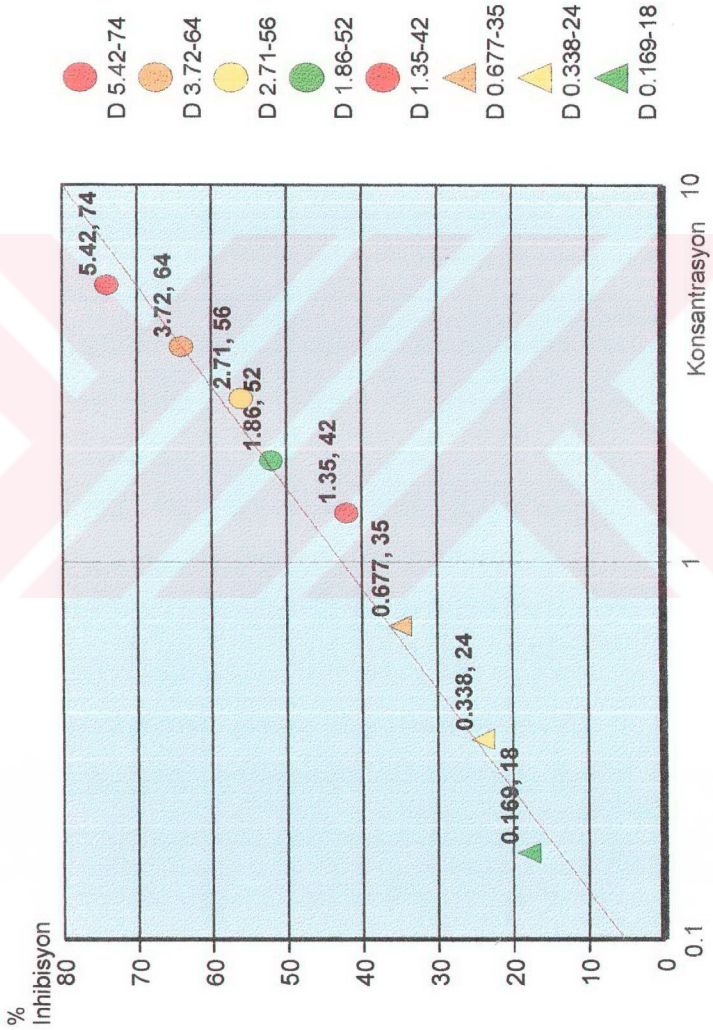 %
Inhibisyon
80
70
60
50
40
30
20
10
0
0.1
1
10
Konsantrasyon
5.42, 74
3.72, 64
2.71, 56
1.86, 52
1.35, 42
0.677, 35
0.338, 24
0.169, 18
D 5.42-74
D 3.72-64
D 2.71-56
D 1.86-52
D 1.35-42
D 0.677-35
D 0.338-24
D 0.169-18